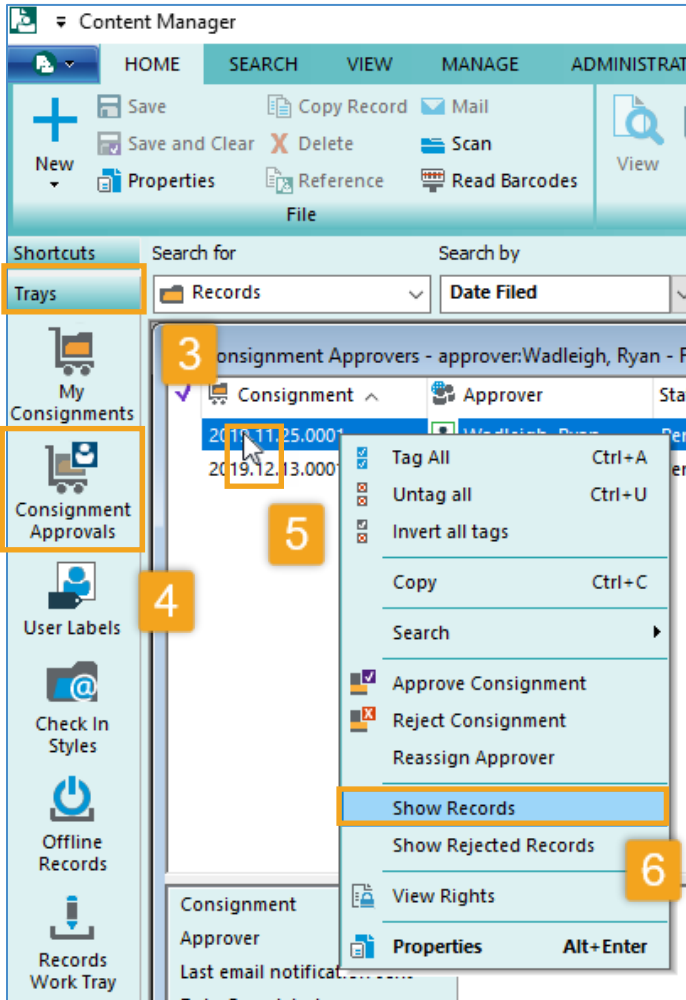 Content Manager
HOME SEARCH VIEW MANAGE ADMINISTRAT
Save Copy Record Mail
Save and Clear Delete Scan
New Properties Reference Read Barcodes View
File
Shortcuts Search for Search by
Trays Records Date Filed
3 onsignment Approvers - approver:Wadleigh, Ryan - F
Consignment Approver Sta
My
Consignments
2019.11.25.0001
2019.12.13.0001
Tag All Ctrl+A
Untag all Ctrl+U
Invert all tags
Copy Ctrl+C
Search
Approve Consignment
Reject Consignment
Reassign Approver
Show Records
Show Rejected Records
View Rights
Properties Alt+Enter
5
6
Consignment
Approvals
4
User Labels
Check In
Styles
Offline
Records
Records
Work Tray
Consignment
Approver
Last email notification